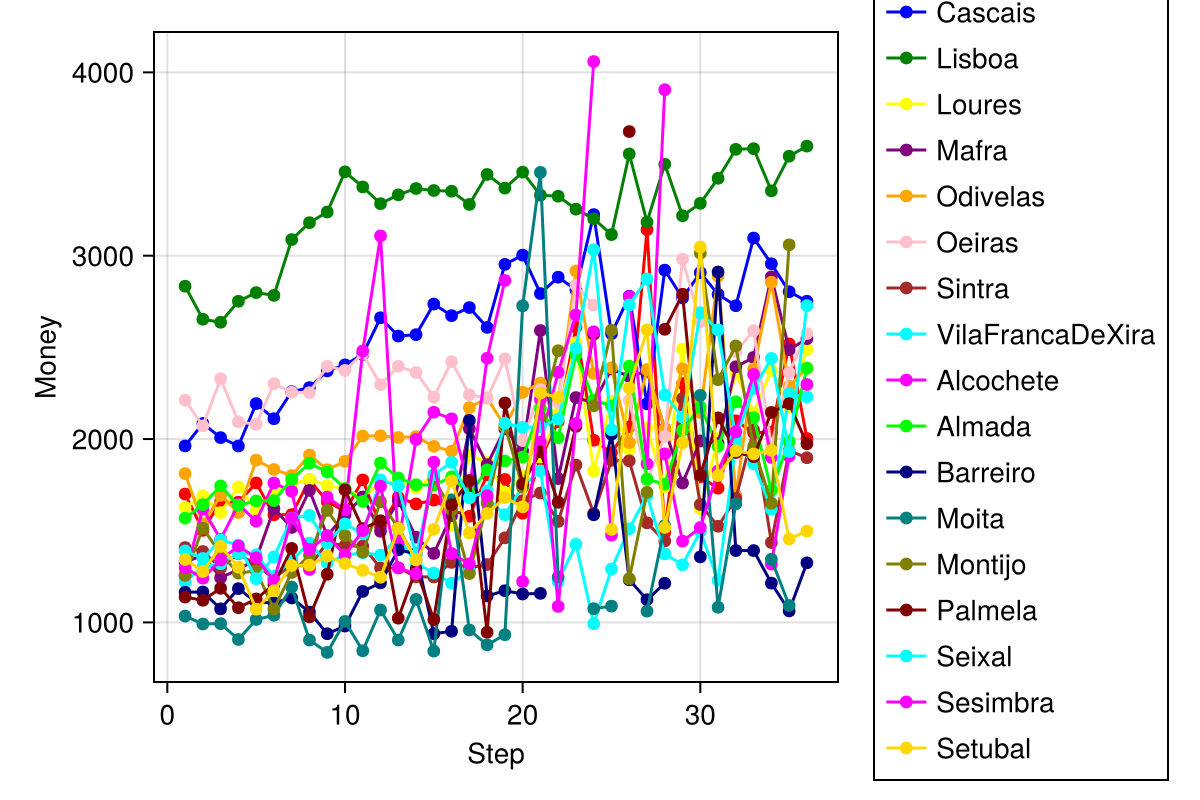 4000
3000
2000
1000
Money
0
10
20
30
Step
Cascais
Lisboa
Loures
Mafra
Odivelas
Oeiras
Sintra
VilaFrancaDeXira
Alcochete
Almada
Barreiro
Moita
Montijo
Palmela
Seixal
Sesimbra
Setubal